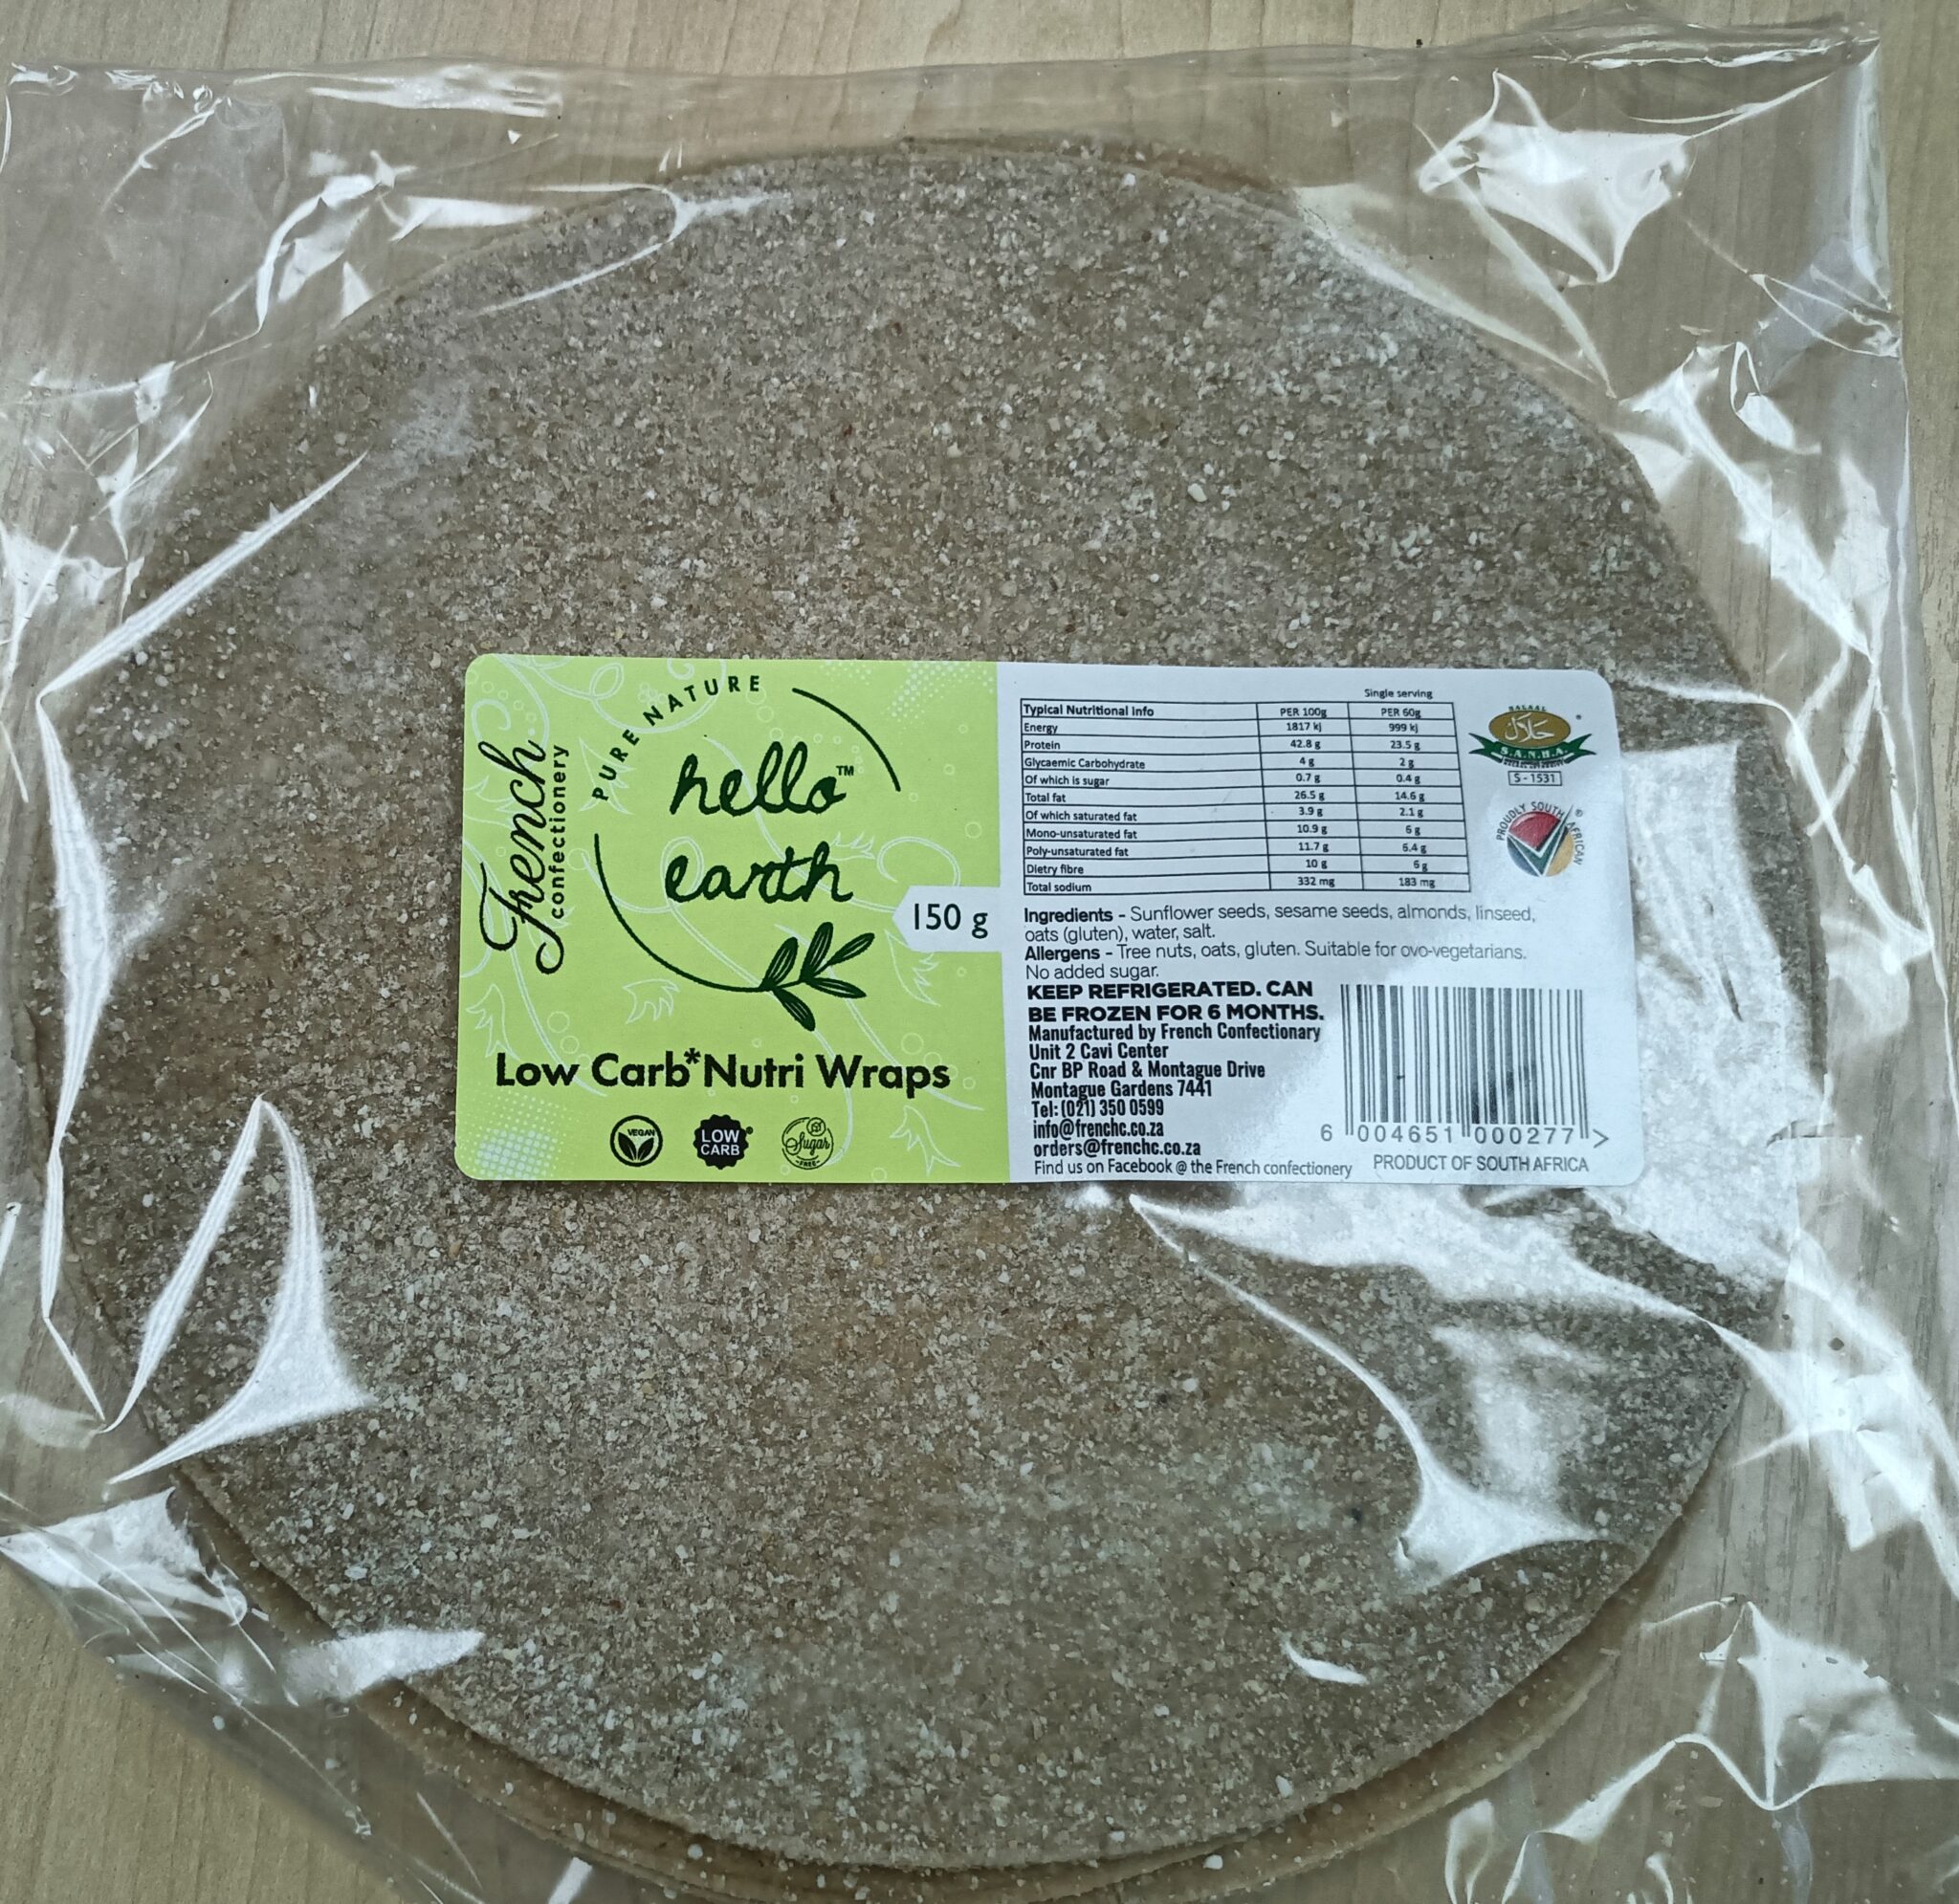 French
confectionery
PURE NATURE
hello™
earth
150 g
Low Carb*Nutri Wraps
VEGAN
LOW
CARB
Sugar
FREE
Single serving
Typical Nutritional Info PER 100g PER 60g
Energy 1817 kj 999 kj
Protein 42.8 g 23.5 g
Glycaemic Carbohydrate 4 g 2 g
Of which is sugar 0.7 g 0.4 g
Total fat 26.5 g 14.6 g
Of which saturated fat 3.9 g 2.1 g
Mono-unsaturated fat 10.9 g 6 g
Poly-unsaturated fat 11.7 g 6.4 g
Dietry fibre 10 g 6 g
Total sodium 332 mg 183 mg
HALAAL
حلال
S.A.N.H.A.
S-1531
PROUDLY SOUTH AFRICAN
Ingredients - Sunflower seeds, sesame seeds, almonds, linseed,
oats (gluten), water, salt.
Allergens - Tree nuts, oats, gluten. Suitable for ovo-vegetarians.
No added sugar.
KEEP REFRIGERATED. CAN
BE FROZEN FOR 6 MONTHS.
Manufactured by French Confectionary
Unit 2 Cavi Center
Cnr BP Road & Montague Drive
Montague Gardens 7441
Tel: (021) 350 0599
info@frenchc.co.za
orders@frenchc.co.za
Find us on Facebook @ the French confectionery
6 004651 000277 >
PRODUCT OF SOUTH AFRICA